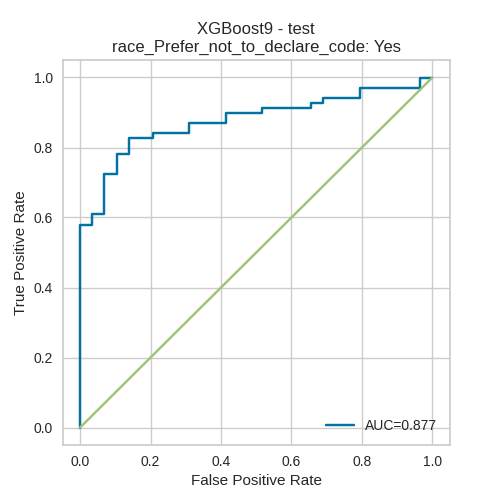 XGBoost9 - test
race_Prefer_not_to_declare_code: Yes
1.0
0.8
0.6
0.4
0.2
0.0
True Positive Rate
AUC=0.877
0.0 0.2 0.4 0.6 0.8 1.0
False Positive Rate